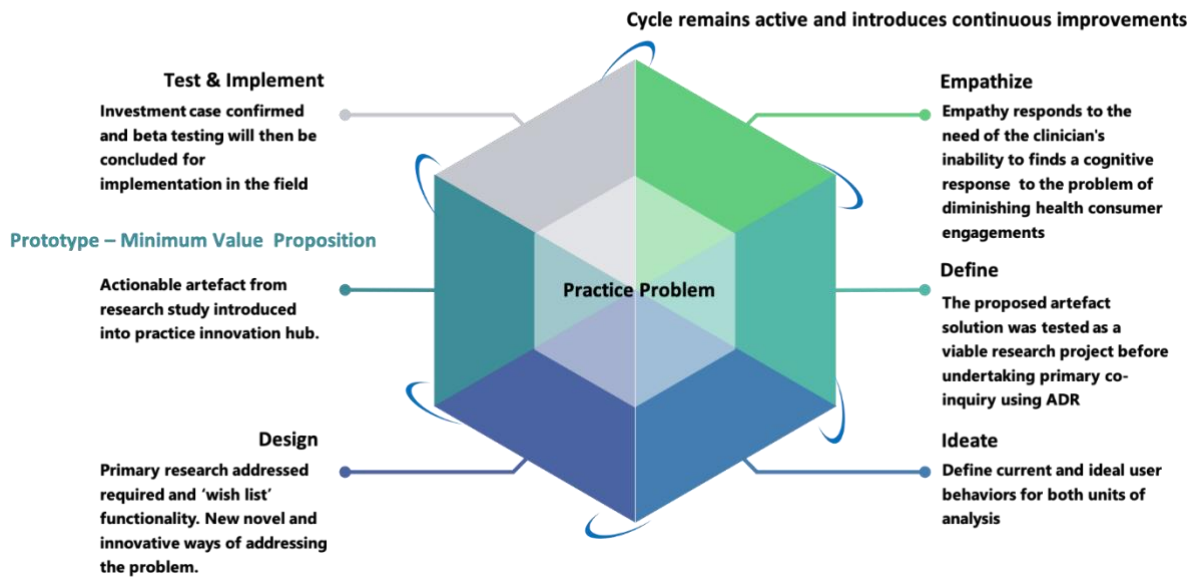 Cycle remains active and introduces continuous improvements
Test & Implement
Investment case confirmed
and beta testing will then be
concluded for
implementation in the field
Prototype – Minimum Value Proposition
Actionable artefact from
research study introduced
into practice innovation hub.
Design
Primary research addressed
required and ‘wish list’
functionality. New novel and
innovative ways of addressing
the problem.
Practice Problem
Empathize
Empathy responds to the
need of the clinician's
inability to finds a cognitive
response to the problem of
diminishing health consumer
engagements
Define
The proposed artefact
solution was tested as a
viable research project before
undertaking primary co-
inquiry using ADR
Ideate
Define current and ideal user
behaviors for both units of
analysis